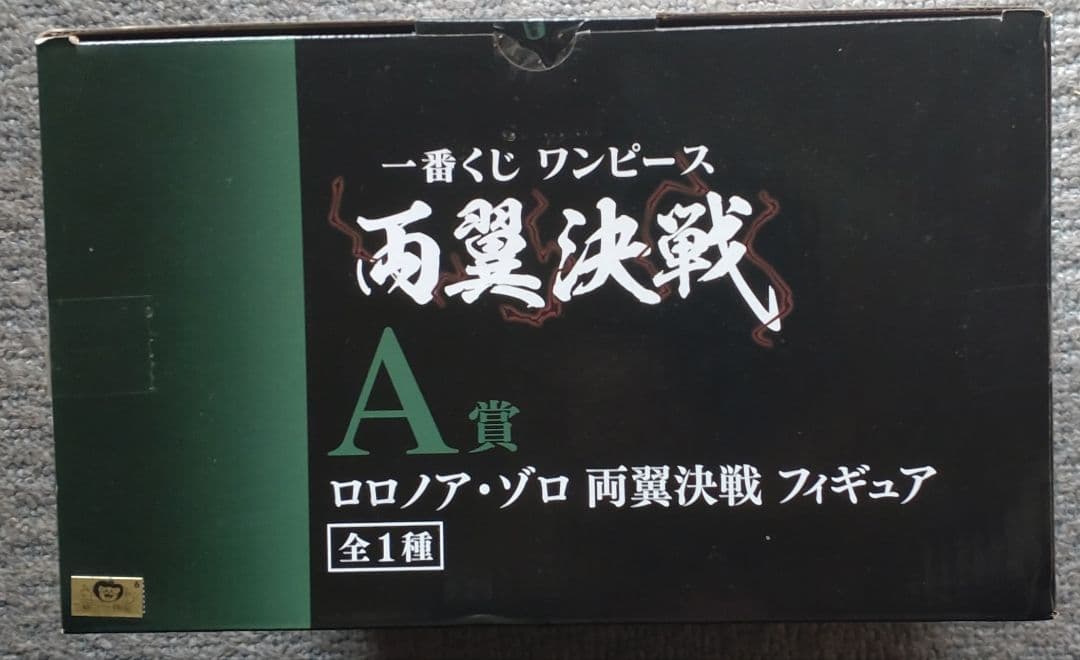 一番くじ ワンピース
両翼決戦
A賞
ロロノア・ゾロ 両翼決戦 フィギュア
全1種